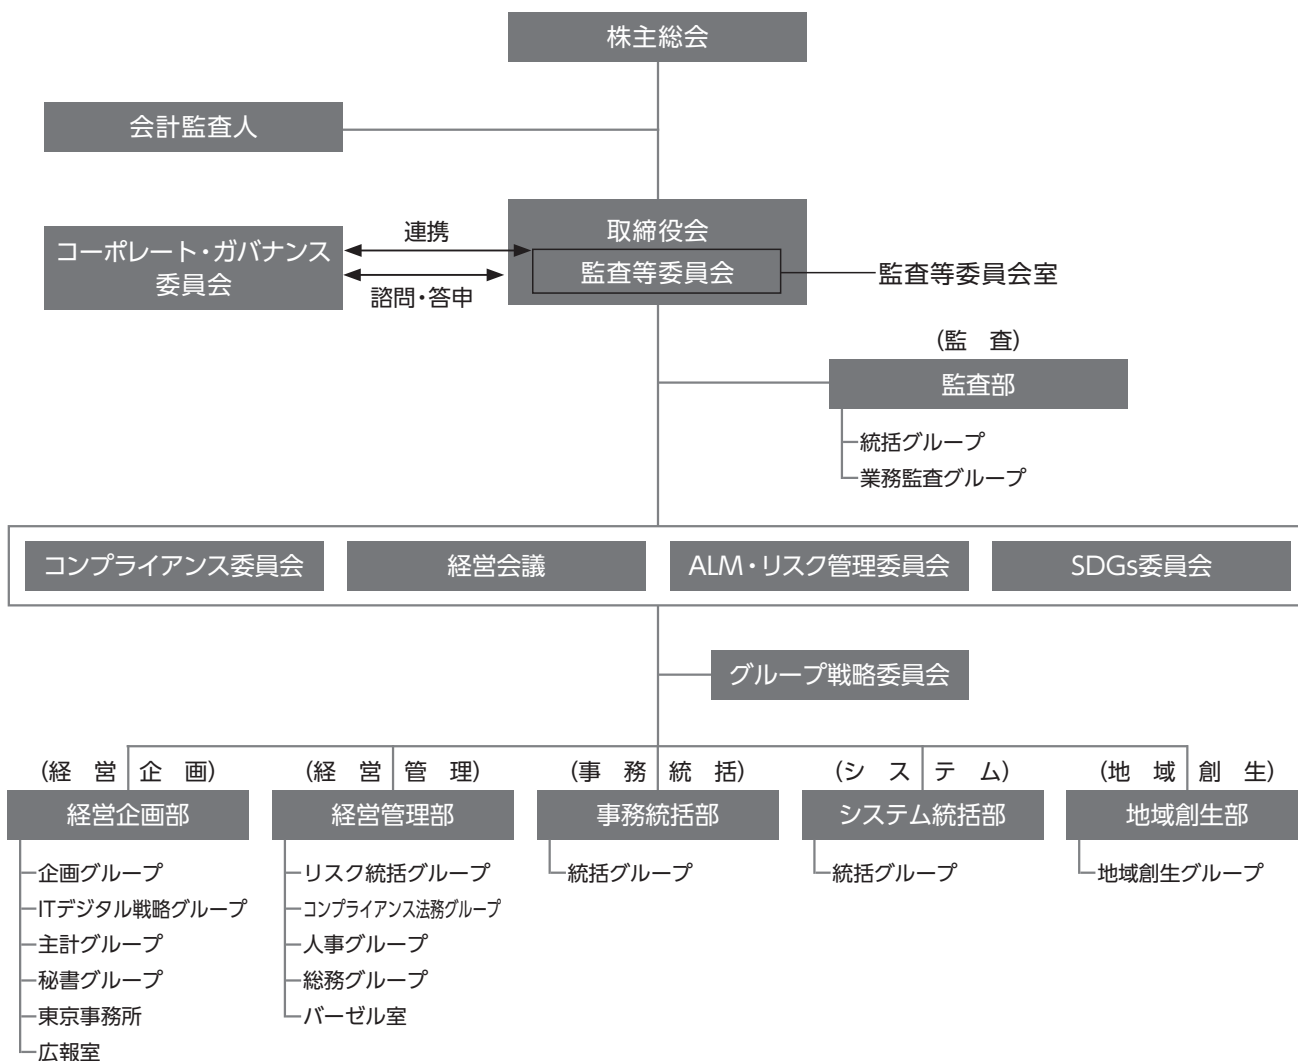 株主総会
会計監査人
コーポレート・ガバナンス
委員会
連携
諮問・答申
取締役会
監査等委員会
監査等委員会室
(監 査)
監査部
統括グループ
業務監査グループ
コンプライアンス委員会
経営会議
ALM・リスク管理委員会
SDGs委員会
グループ戦略委員会
(経 営 企 画)
経営企画部
企画グループ
ITデジタル戦略グループ
主計グループ
秘書グループ
東京事務所
広報室
(経 営 管 理)
経営管理部
リスク統括グループ
コンプライアンス法務グループ
人事グループ
総務グループ
バーゼル室
(事 務 統 括)
事務統括部
統括グループ
(シ ス テ ム)
システム統括部
統括グループ
(地 域 創 生)
地域創生部
地域創生グループ